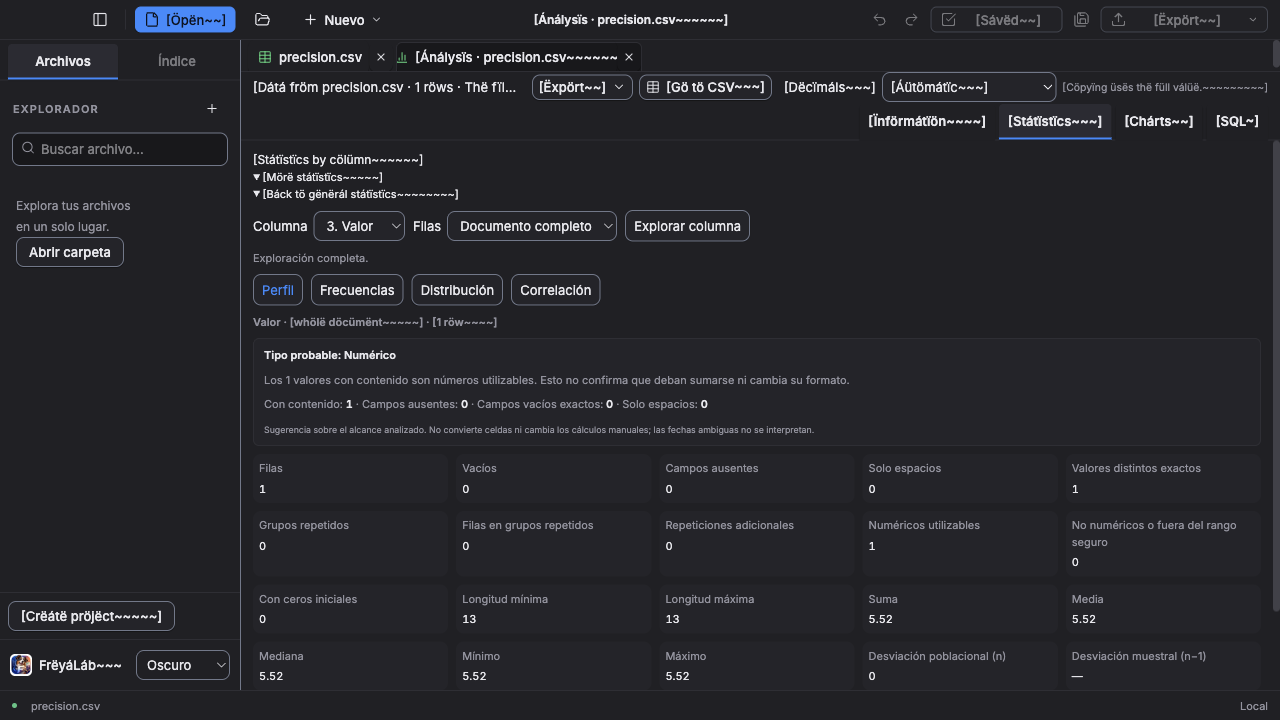 [Öpën~~]
Nuevo
[Ánálysïs · precision.csv~~~~~~]
[Sávëd~~]
[Ëxpört~~]
Archivos
Índice
EXPLORADOR
Buscar archivo...
Explora tus archivos
en un solo lugar.
Abrir carpeta
[Crëátë pröjëct~~~~~]
FrëyáLáb~~~
Oscuro
precision.csv
[Ánálysïs · precision.csv~~~~~~
[Dátá fröm precision.csv · 1 rows · Thë fïl...
[Ëxpört~~]
[Gö tö CSV~~~]
[Dëcïmáls~~~]
[Áütömátïc~~~]
[Cöpyïng üsës thë füll válüë.~~~~~~~~~]
[Ïnförmátïön~~~~]
[Státïstïcs~~~]
[Chárts~~]
[SQL~]
[Státïstïcs by cölümn~~~~~~]
[Mörë státïstïcs~~~~~]
[Báck tö gënërál státïstïcs~~~~~~~~]
Columna
3. Valor
Filas
Documento completo
Explorar columna
Exploración completa.
Perfil
Frecuencias
Distribución
Correlación
Valor · [whölë döcümënt~~~~~] · [1 röw~~~~]
Tipo probable: Numérico
Los 1 valores con contenido son números utilizables. Esto no confirma que deban sumarse ni cambia su formato.
Con contenido: 1 · Campos ausentes: 0 · Campos vacíos exactos: 0 · Solo espacios: 0
Sugerencia sobre el alcance analizado. No convierte celdas ni cambia los cálculos manuales; las fechas ambiguas no se interpretan.
Filas
1
Vacíos
0
Campos ausentes
0
Solo espacios
0
Valores distintos exactos
1
Grupos repetidos
0
Filas en grupos repetidos
0
Repeticiones adicionales
0
Numéricos utilizables
1
No numéricos o fuera del rango
seguro
0
Con ceros iniciales
0
Longitud mínima
13
Longitud máxima
13
Suma
5.52
Media
5.52
Mediana
5.52
Mínimo
5.52
Máximo
5.52
Desviación poblacional (n)
0
Desviación muestral (n−1)
—
precision.csv
Local